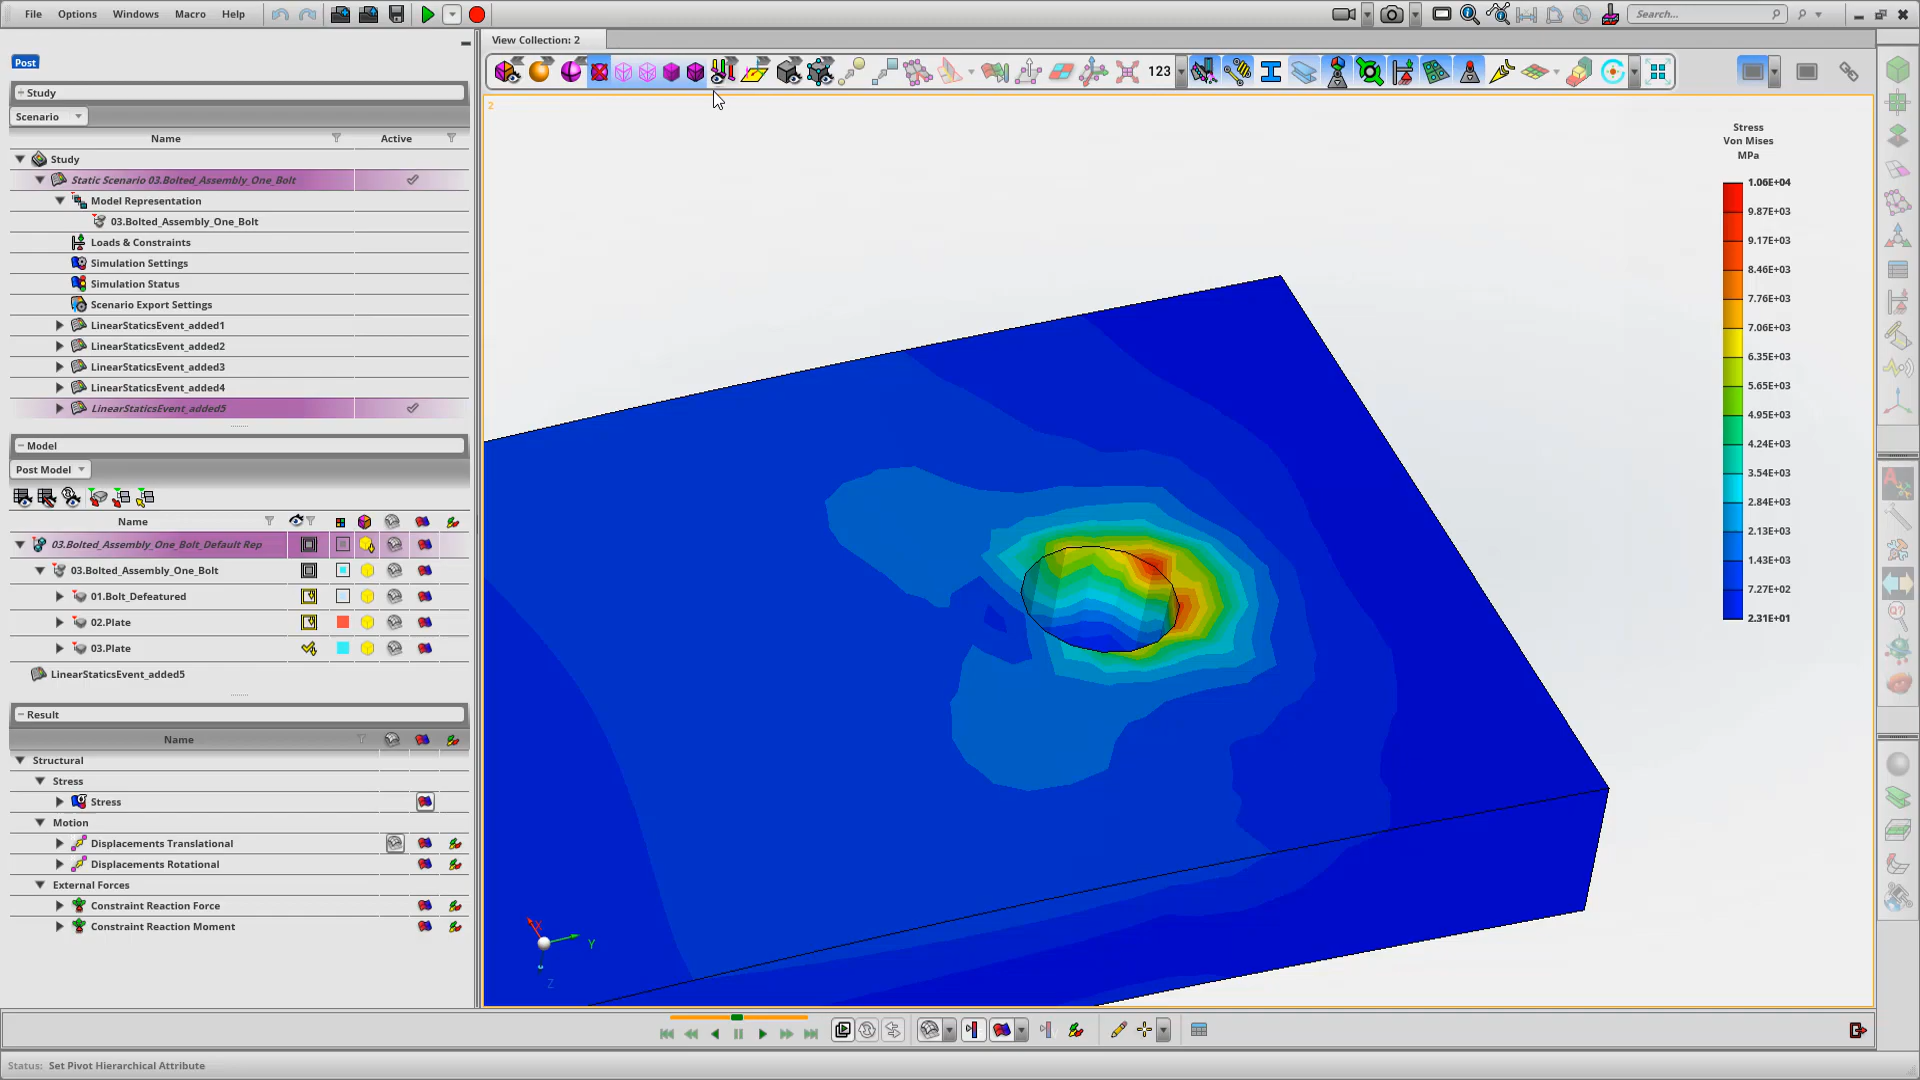 File Options Windows Macro Help
Search...
View Collection: 2
Post
123
Study
2
Scenario
Name Active
Study
Static Scenario 03.Bolted_Assembly_One_Bolt
Model Representation
03.Bolted_Assembly_One_Bolt
Loads & Constraints
Simulation Settings
Simulation Status
Scenario Export Settings
LinearStaticsEvent_added1
LinearStaticsEvent_added2
LinearStaticsEvent_added3
LinearStaticsEvent_added4
LinearStaticsEvent_added5
Model
Post Model
Name
03.Bolted_Assembly_One_Bolt_Default Rep
03.Bolted_Assembly_One_Bolt
01.Bolt_Defeatured
02.Plate
03.Plate
LinearStaticsEvent_added5
Result
Name
Structural
Stress
Stress
Motion
Displacements Translational
Displacements Rotational
External Forces
Constraint Reaction Force
Constraint Reaction Moment
Stress
Von Mises
MPa
1.06E+04
9.87E+03
9.17E+03
8.46E+03
7.76E+03
7.06E+03
6.35E+03
5.65E+03
4.95E+03
4.24E+03
3.54E+03
2.84E+03
2.13E+03
1.43E+03
7.27E+02
2.31E+01
X
Y
Z
Status: Set Pivot Hierarchical Attribute